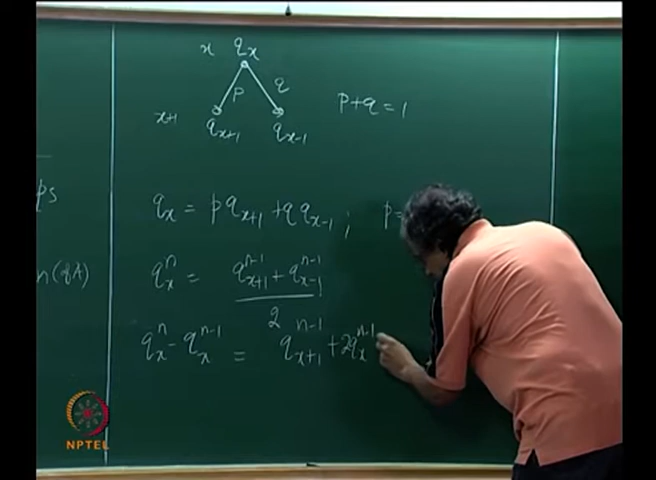 x q_x
p q
x+1 q_{x+1} q_{x-1} p+q=1
ps
q_x = p q_{x+1} + q q_{x-1} ; p=
q_x^n = \frac{q_{x+1}^{n-1} + q_{x-1}^{n-1}}{2}
q_x^n - q_x^{n-1} = q_{x+1}^{n-1} + 2q_x^{n-1}
NPTEL